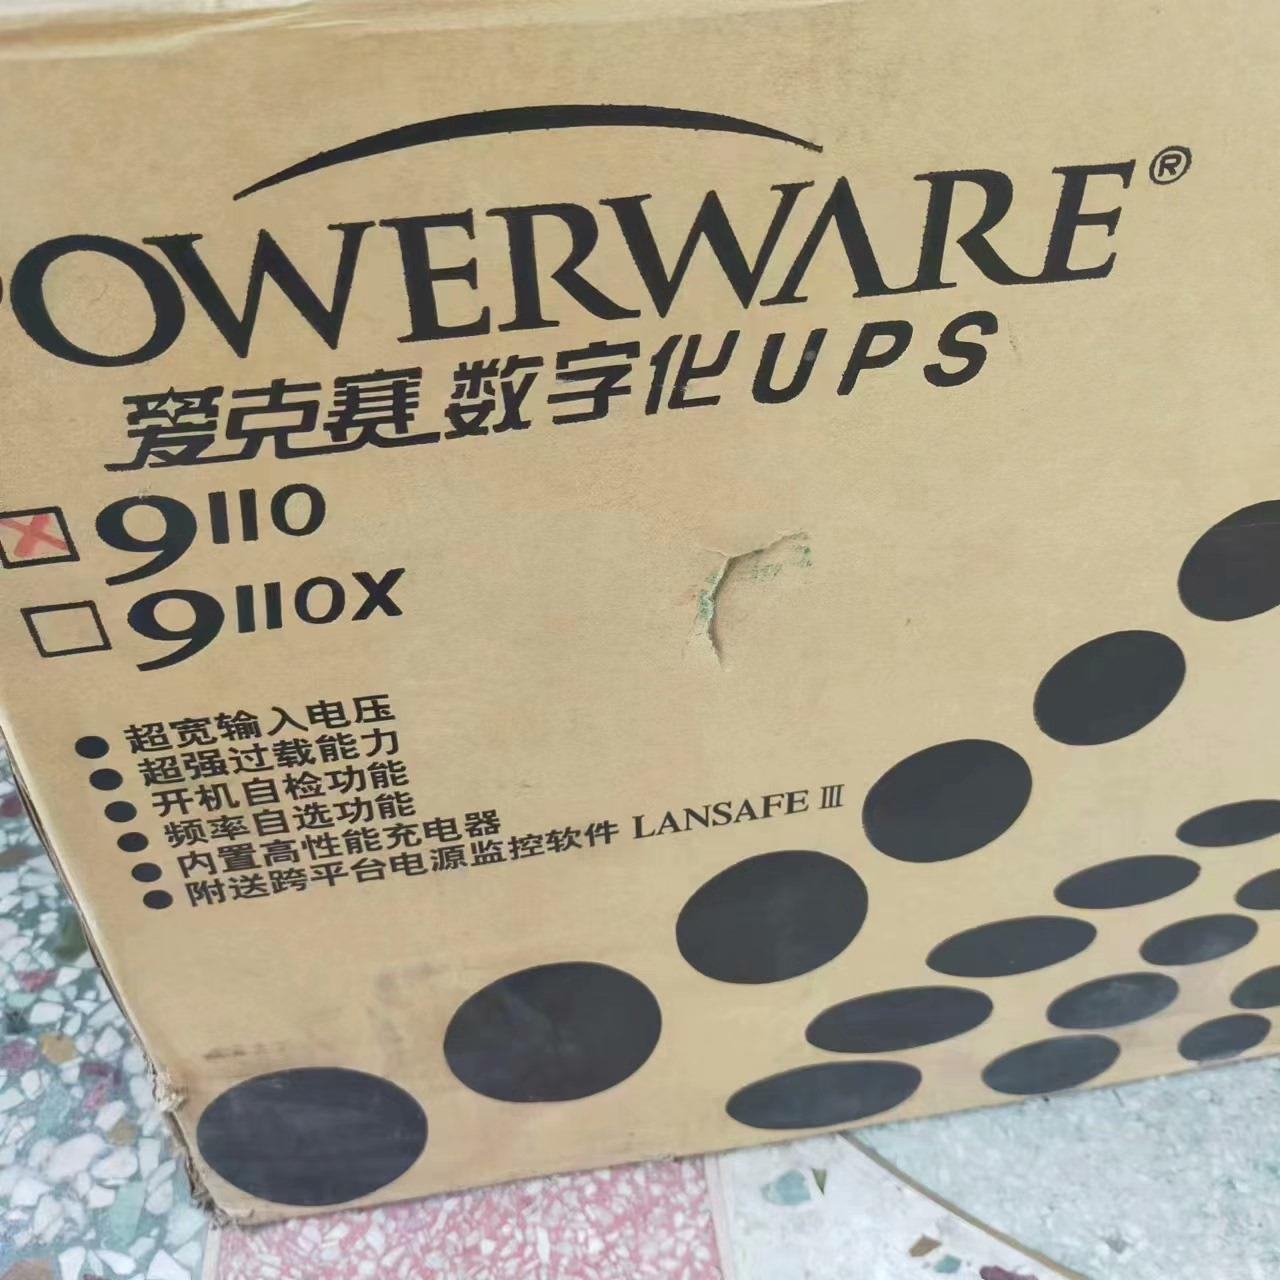 POWERWARE®
爱克赛数字化UPS
9110
9110X
超宽输入电压
超强过载能力
开机自检功能
频率自选功能
内置高性能充电器
附送跨平台电源监控软件 LANSAFE III